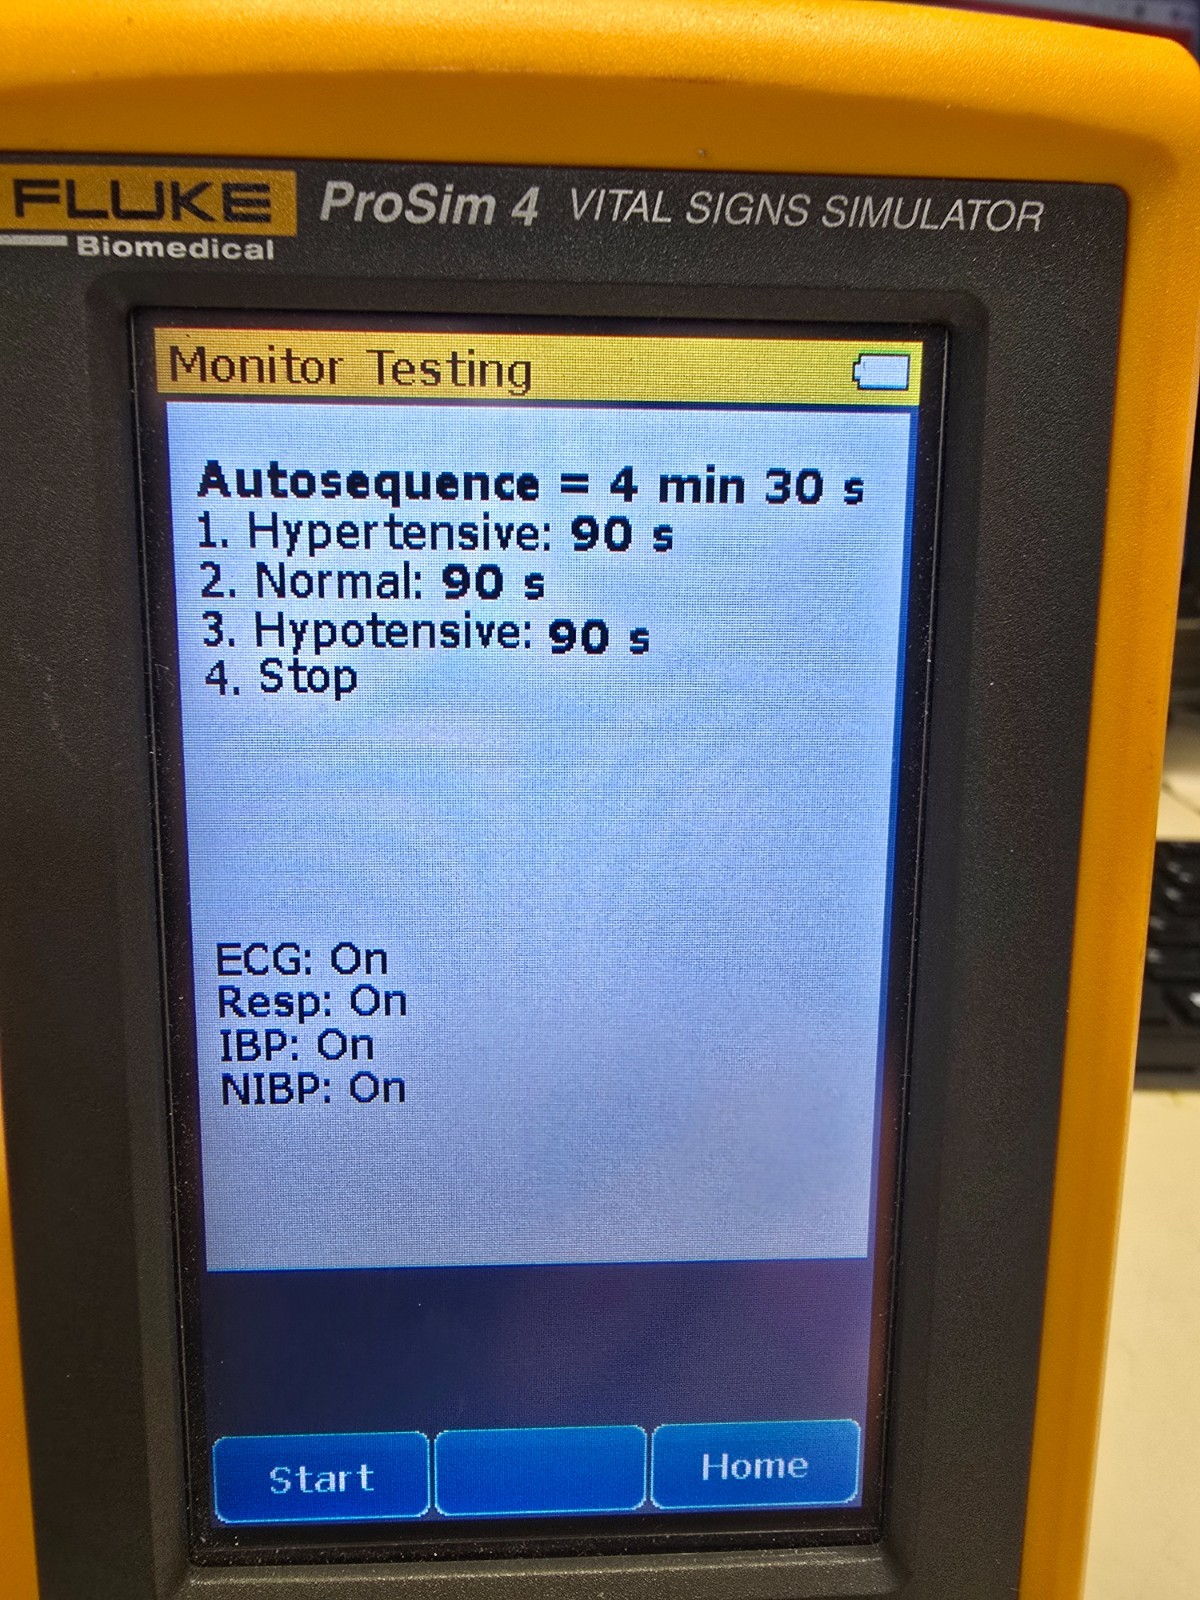 FLUKE ProSim 4 VITAL SIGNS SIMULATOR
Biomedical
Monitor Testing
Autosequence = 4 min 30 s
1. Hypertensive: 90 s
2. Normal: 90 s
3. Hypotensive: 90 s
4. Stop
ECG: On
Resp: On
IBP: On
NIBP: On
Start Home